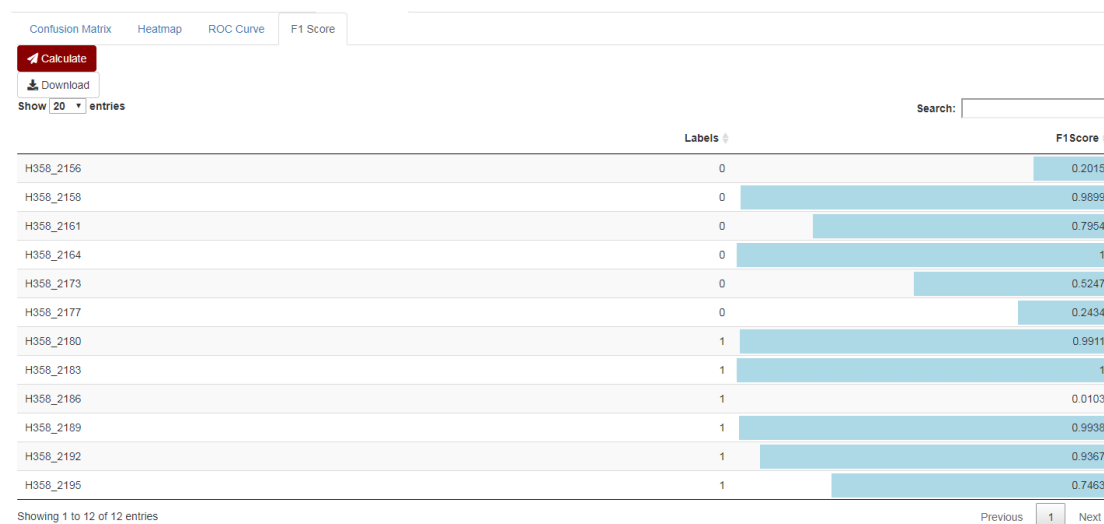 Confusion Matrix Heatmap ROC Curve F1 Score
Calculate
Download
Show 20 entries Search:
Labels F1Score
H358_2156 0 0.2015
H358_2158 0 0.9899
H358_2161 0 0.7954
H358_2164 0 1
H358_2173 0 0.5247
H358_2177 0 0.2434
H358_2180 1 0.9911
H358_2183 1 1
H358_2186 1 0.0103
H358_2189 1 0.9938
H358_2192 1 0.9367
H358_2195 1 0.7463
Showing 1 to 12 of 12 entries Previous 1 Next